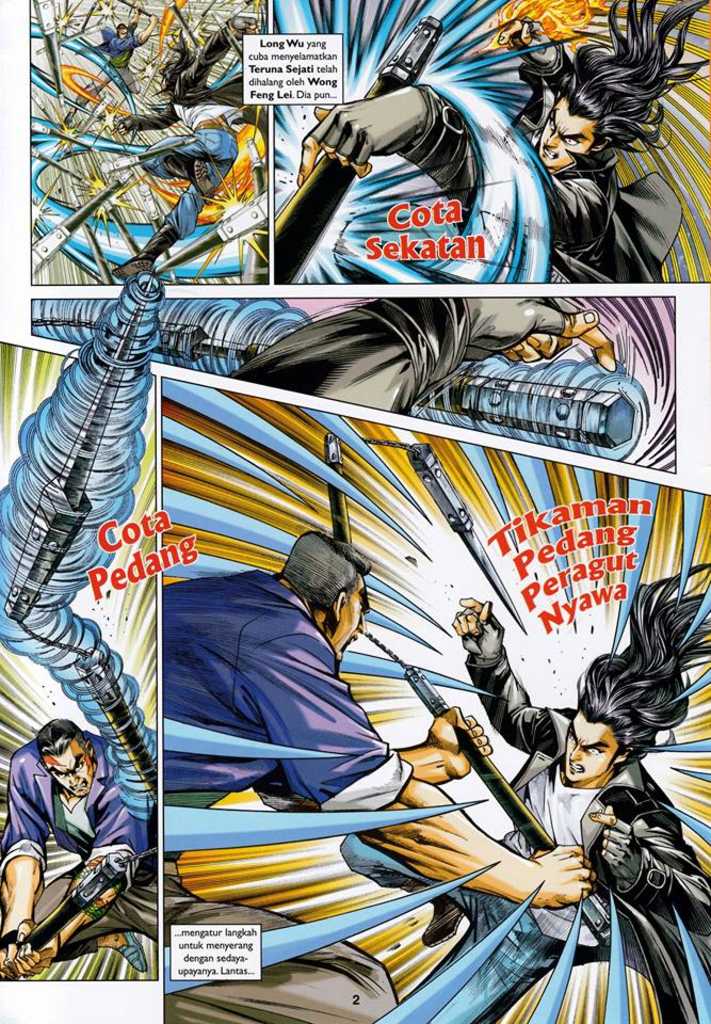 Long Wu yang
cuba menyelamatkan
Teruna Sejati telah
dihalang oleh Wong
Feng Lei. Dia pun...
Cota
Sekatan
Cota
Pedang
Tikaman
Pedang
Peragut
Nyawa
...mengatur langkah
untuk menyerang
dengan sedaya-
upayanya. Lantas...
2